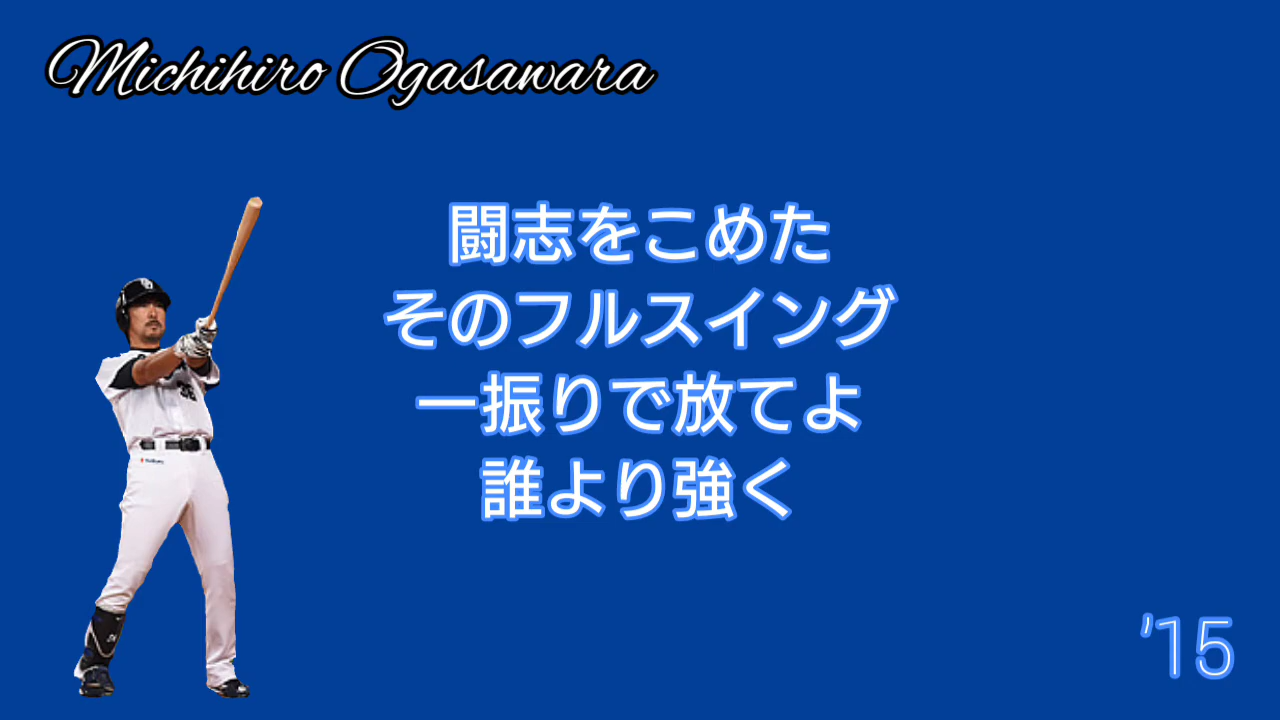 Michihiro Ogasawara
闘志をこめた
そのフルスイング
一振りで放てよ
誰より強く
'15